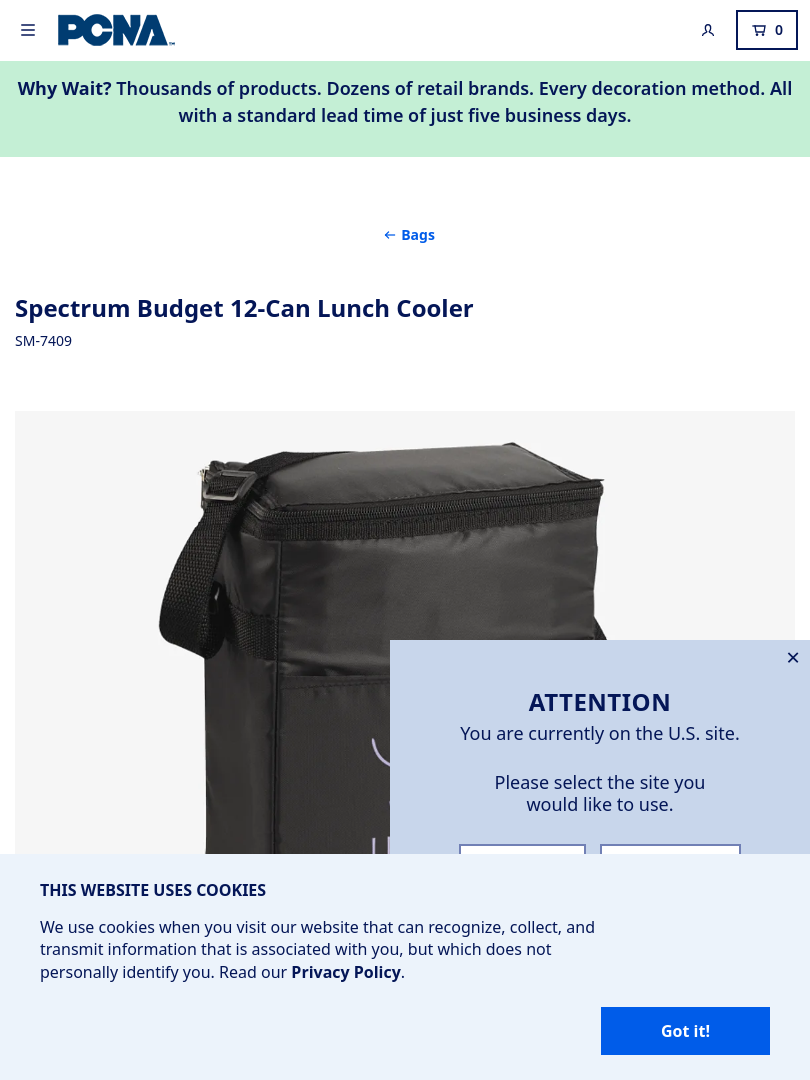 PCNA™
0
Why Wait? Thousands of products. Dozens of retail brands. Every decoration method. All
with a standard lead time of just five business days.
← Bags
Spectrum Budget 12-Can Lunch Cooler
SM-7409
ATTENTION
You are currently on the U.S. site.
Please select the site you
would like to use.
THIS WEBSITE USES COOKIES
We use cookies when you visit our website that can recognize, collect, and
transmit information that is associated with you, but which does not
personally identify you. Read our Privacy Policy.
Got it!